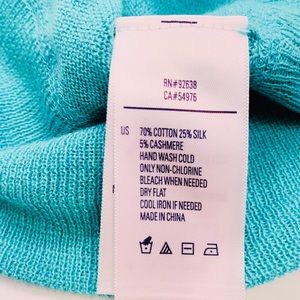 RN#92638
CA#54976
US 70% COTTON 25% SILK
5% CASHMERE
HAND WASH COLD
ONLY NON-CHLORINE
BLEACH WHEN NEEDED
DRY FLAT
COOL IRON IF NEEDED
MADE IN CHINA